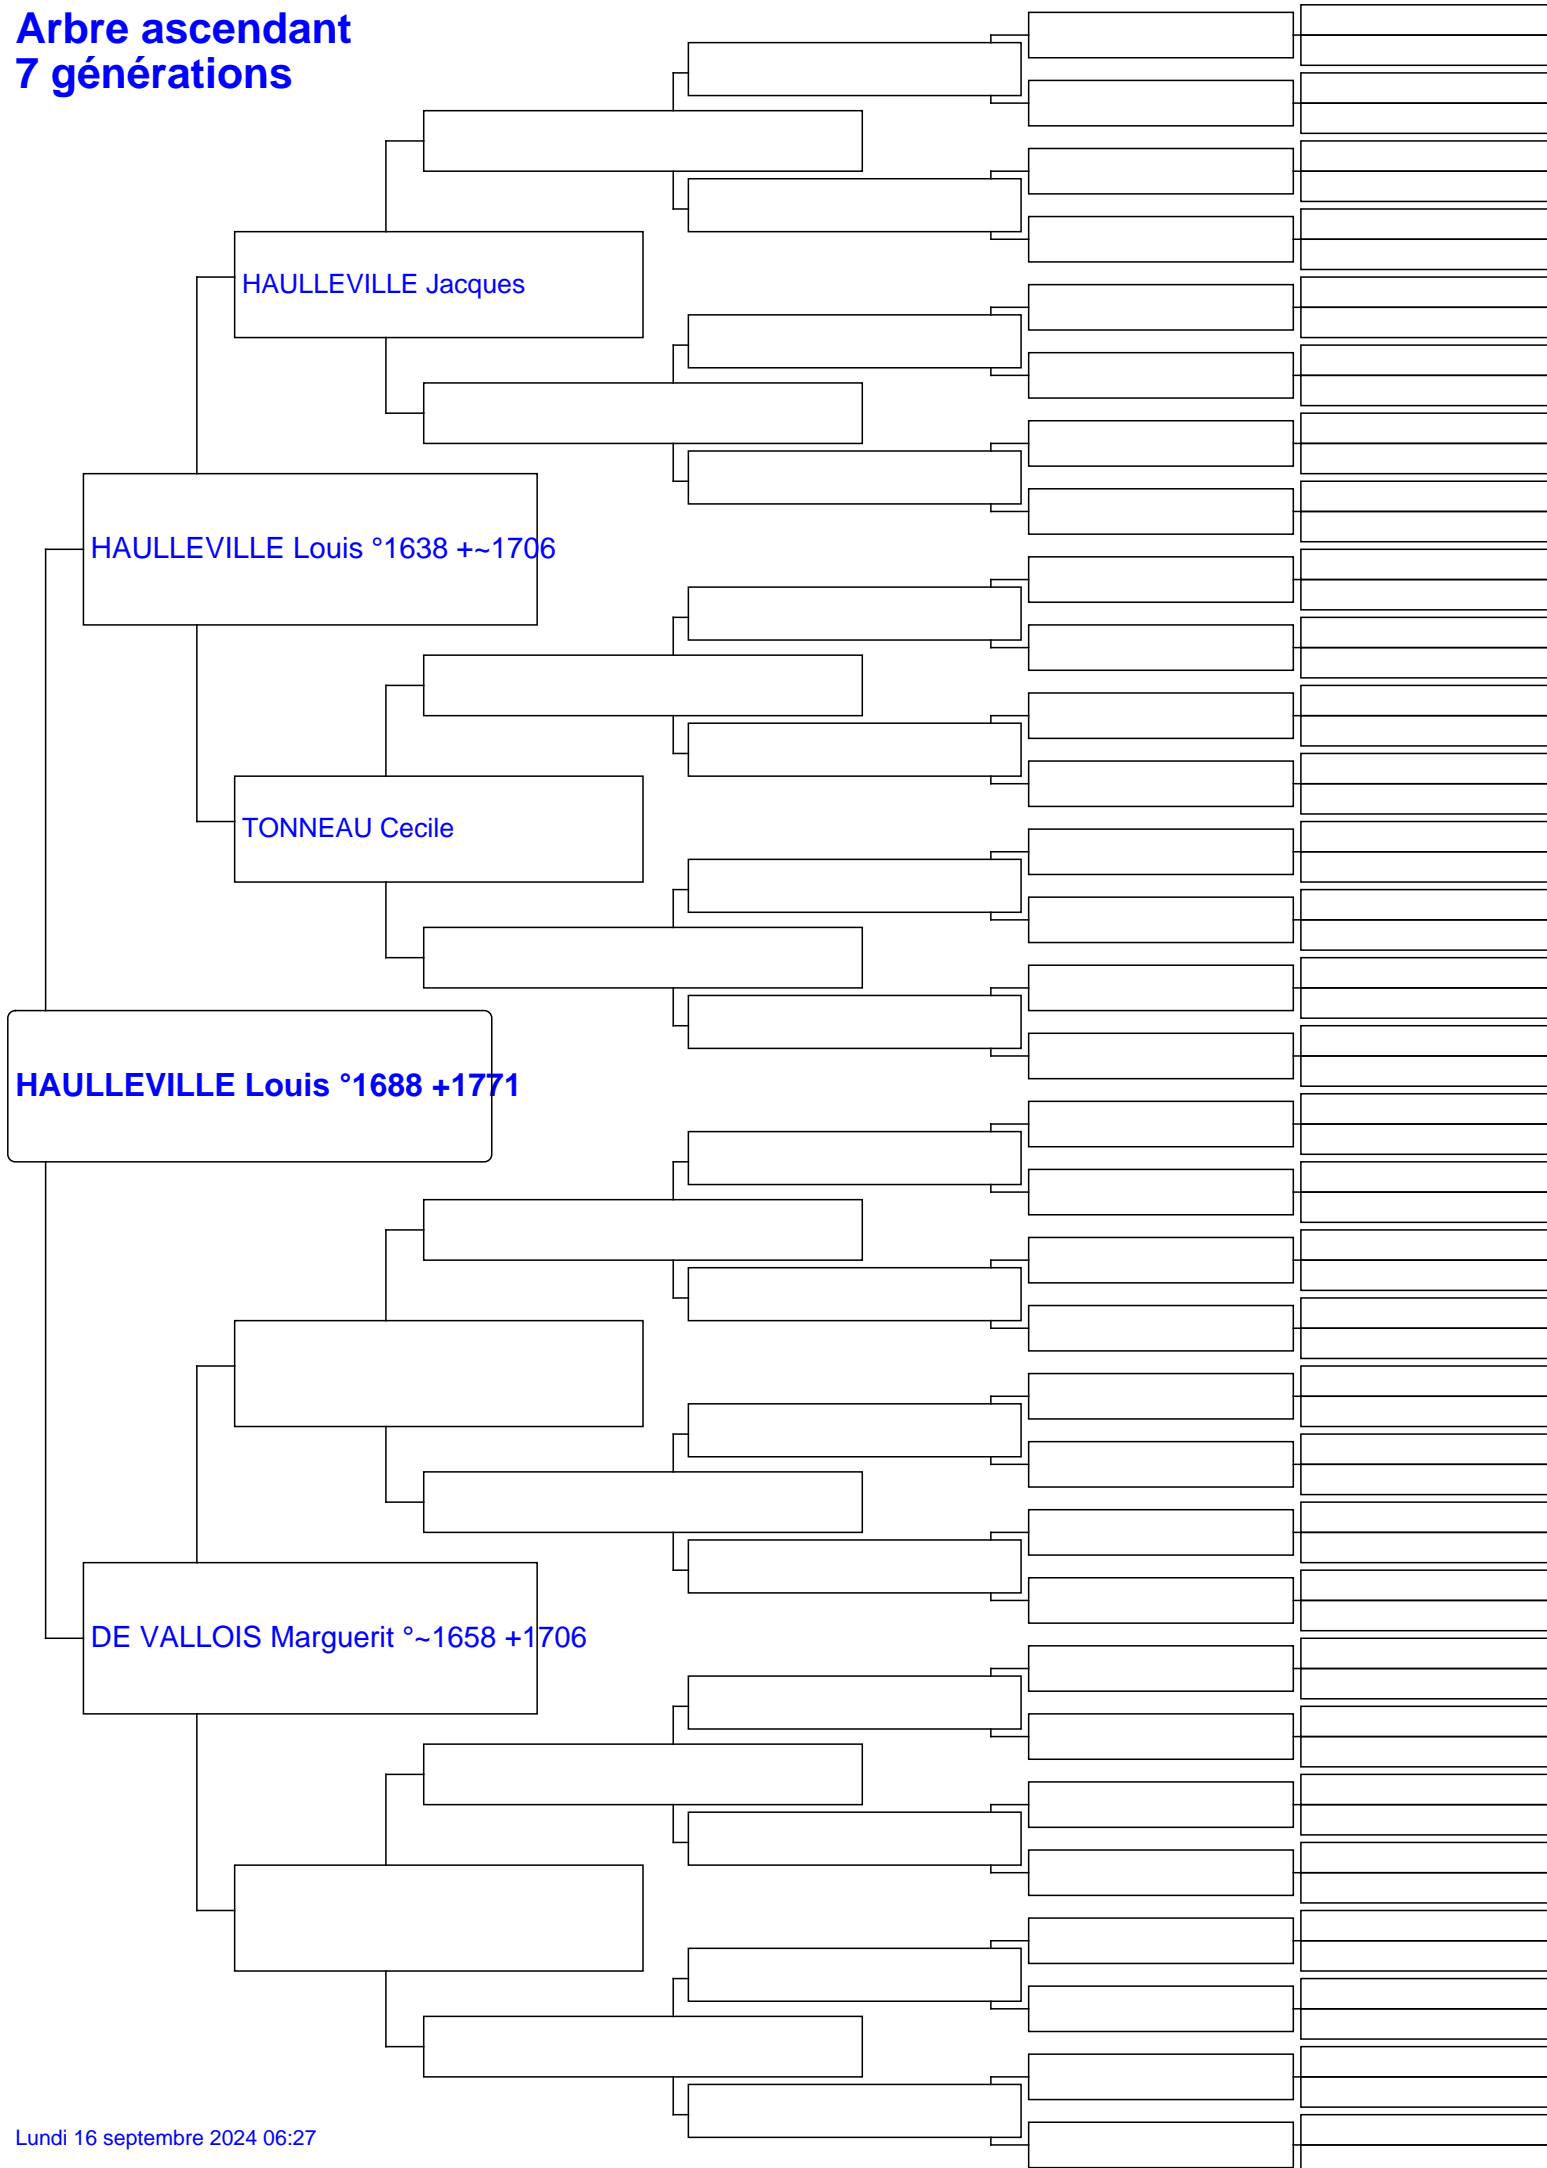 Arbre ascendant
7 générations
HAULLEVILLE Jacques
HAULLEVILLE Louis °1638 +~1706
TONNEAU Cecile
HAULLEVILLE Louis °1688 +1771
DE VALLOIS Marguerit °~1658 +1706
Lundi 16 septembre 2024 06:27